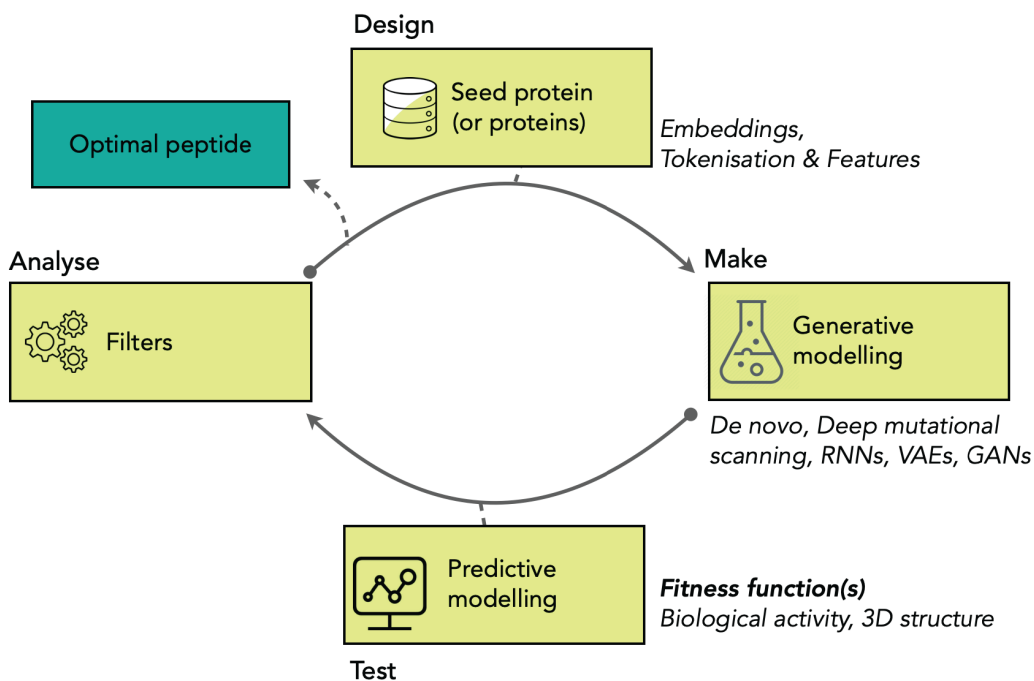 Design
Seed protein
(or proteins)
Embeddings,
Tokenisation & Features
Optimal peptide
Analyse
Filters
Make
Generative
modelling
De novo, Deep mutational
scanning, RNNs, VAEs, GANs
Predictive
modelling
Fitness function(s)
Biological activity, 3D structure
Test